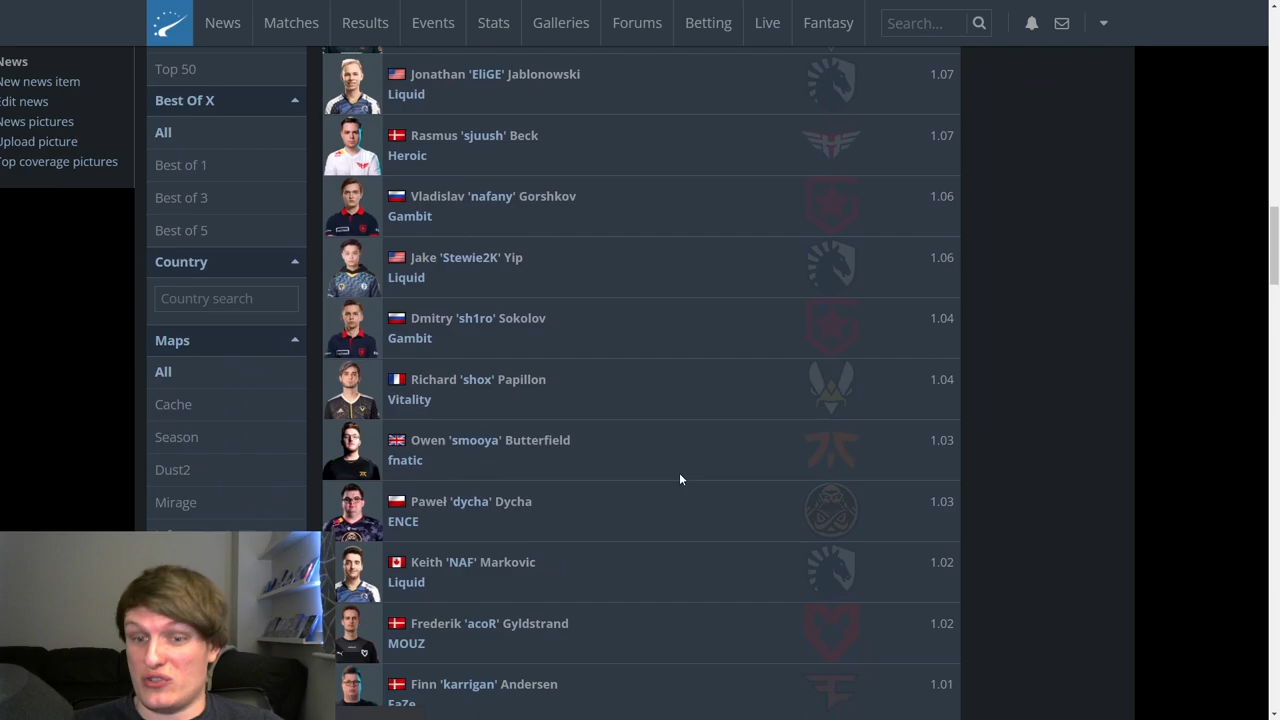 News Matches Results Events Stats Galleries Forums Betting Live Fantasy Search...
News
New news item
Edit news
News pictures
Upload picture
Top coverage pictures
Top 50
Best Of X
All
Best of 1
Best of 3
Best of 5
Country
Country search
Maps
All
Cache
Season
Dust2
Mirage
Jonathan 'EliGE' Jablonowski 1.07
Liquid
Rasmus 'sjuush' Beck 1.07
Heroic
Vladislav 'nafany' Gorshkov 1.06
Gambit
Jake 'Stewie2K' Yip 1.06
Liquid
Dmitry 'sh1ro' Sokolov 1.04
Gambit
Richard 'shox' Papillon 1.04
Vitality
Owen 'smooya' Butterfield 1.03
fnatic
Paweł 'dycha' Dycha 1.03
ENCE
Keith 'NAF' Markovic 1.02
Liquid
Frederik 'acoR' Gyldstrand 1.02
MOUZ
Finn 'karrigan' Andersen 1.01
FaZe